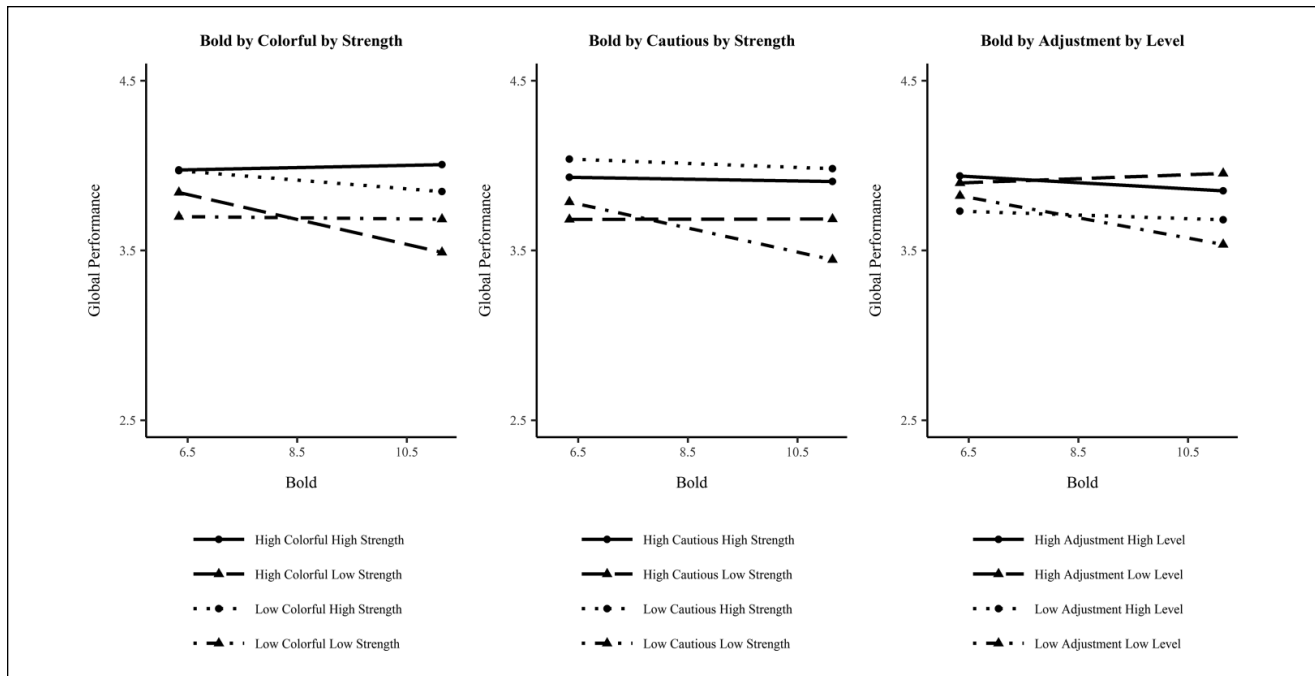 Bold by Colorful by Strength
4.5
3.5
2.5
Global Performance
6.5
8.5
10.5
Bold
High Colorful High Strength
High Colorful Low Strength
Low Colorful High Strength
Low Colorful Low Strength
Bold by Cautious by Strength
4.5
3.5
2.5
Global Performance
6.5
8.5
10.5
Bold
High Cautious High Strength
High Cautious Low Strength
Low Cautious High Strength
Low Cautious Low Strength
Bold by Adjustment by Level
4.5
3.5
2.5
Global Performance
6.5
8.5
10.5
Bold
High Adjustment High Level
High Adjustment Low Level
Low Adjustment High Level
Low Adjustment Low Level